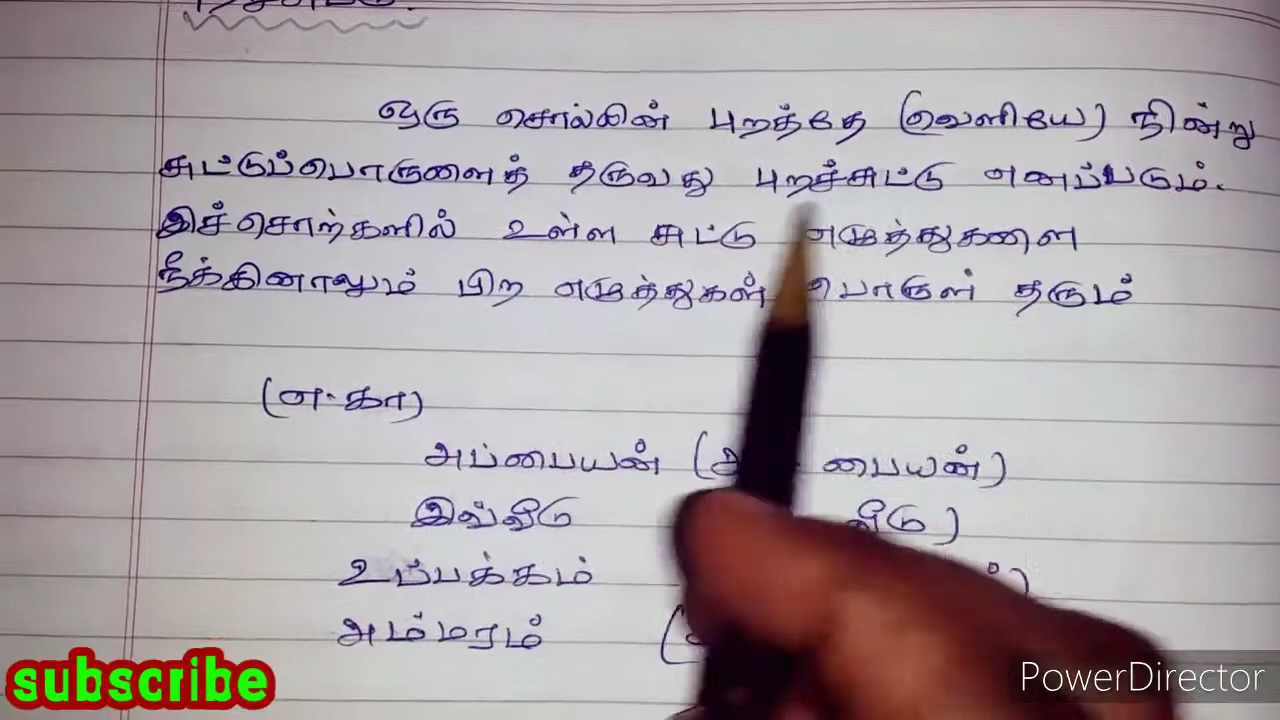 ஒரு சொல்லின் புறத்தே (வெளியே) நின்று
சுட்டுப்பொருளைத் தருவது புறச்சுட்டு எனப்படும்.
இச்சொற்களில் உள்ள சுட்டு எழுத்துகளை
நீக்கினாலும் பிற எழுத்துகள் பொருள் தரும்
(எ.கா)
அப்பையன் (அ பையன்)
இவ்வீடு வீடு)
உப்பக்கம்
அம்மரம்
subscribe
PowerDirector